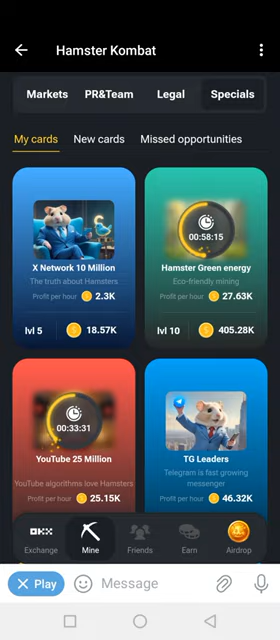 Hamster Kombat
Markets PR&Team Legal Specials
My cards New cards Missed opportunities
X Network 10 Million
The truth about Hamsters
Profit per hour 2.3K
lvl 5 18.57K
00:58:15
Hamster Green energy
Eco-friendly mining
Profit per hour 27.63K
lvl 10 405.28K
00:33:31
YouTube 25 Million
YouTube algorithms love Hamsters
Profit per hour 25.15K
TG Leaders
Telegram is fast growing
messenger
Profit per hour 46.32K
OKX
Exchange Mine Friends Earn Airdrop
Play Message